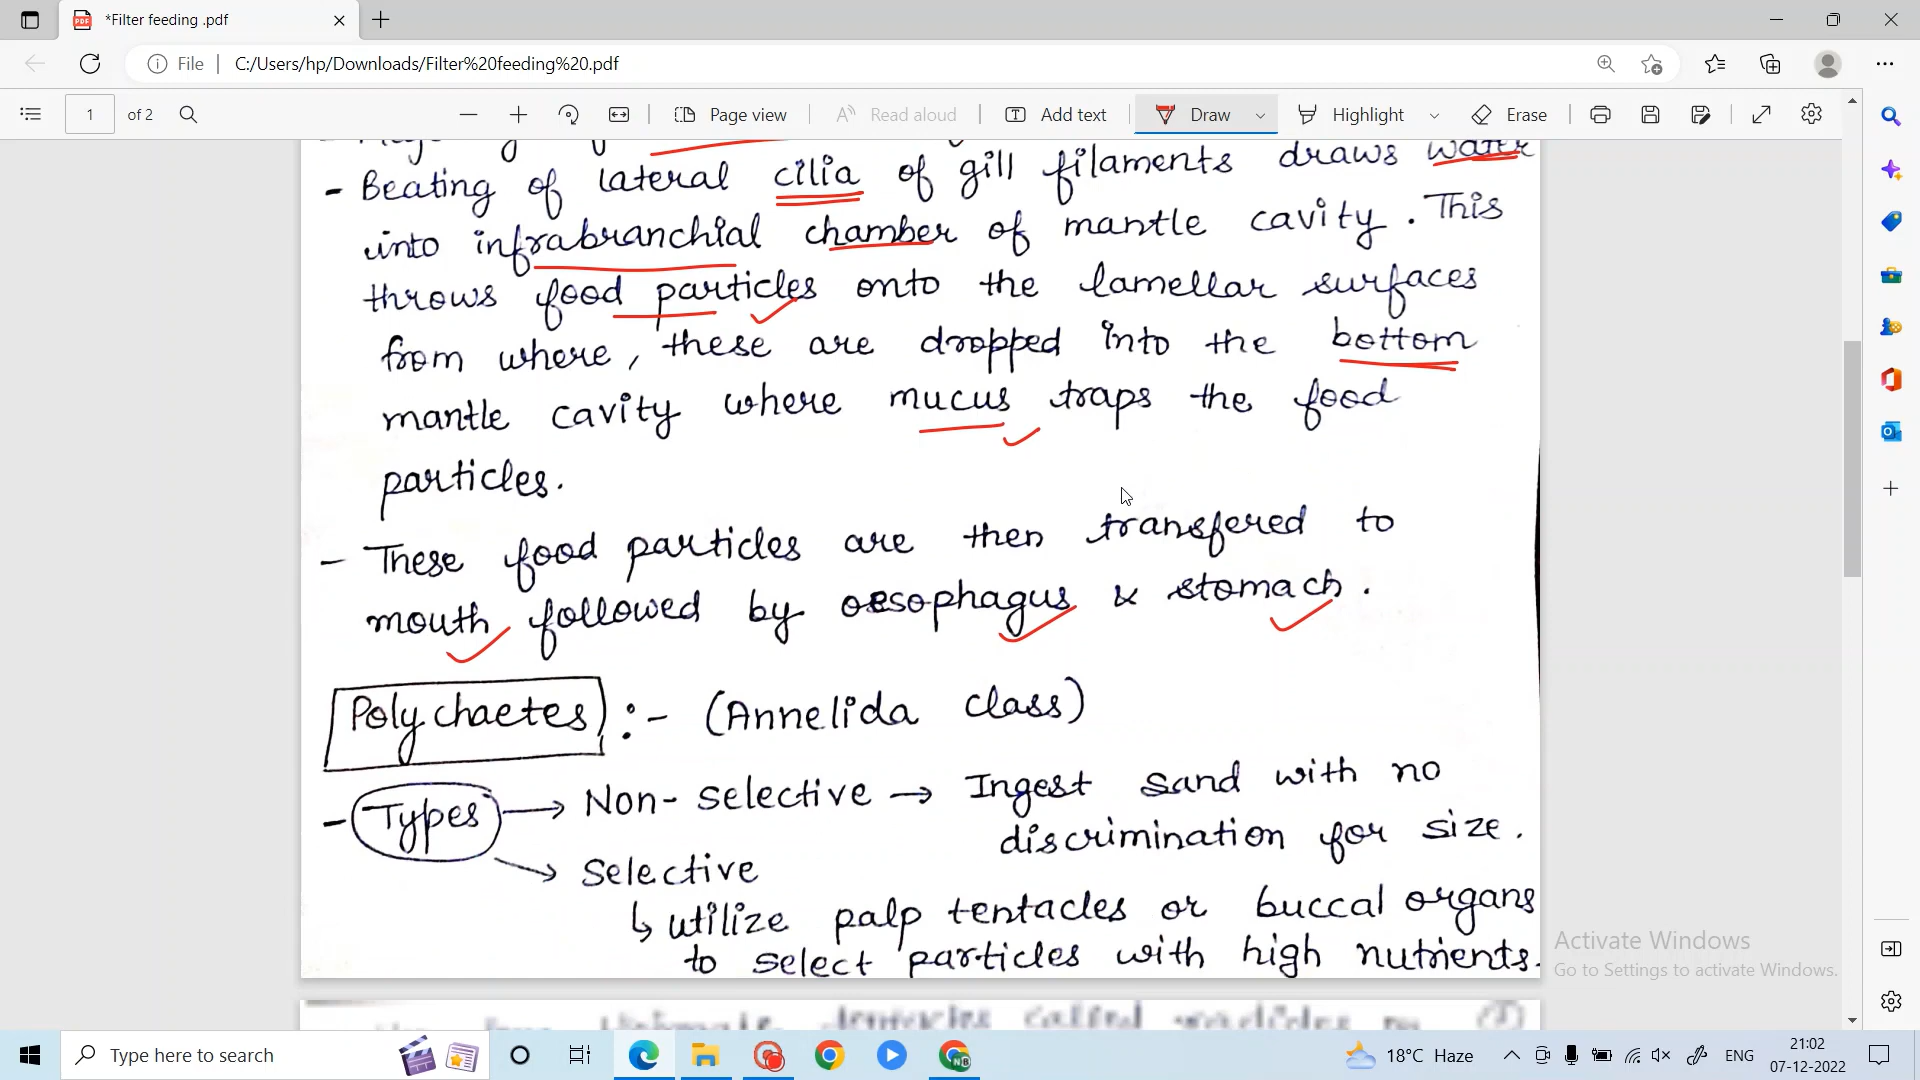 *Filter feeding .pdf
File
C:/Users/hp/Downloads/Filter%20feeding%20.pdf
1 of 2
Page view
Read aloud
Add text
Draw
Highlight
Erase
- Beating of lateral cilia of gill filaments draws water
into infrabranchial chamber of mantle cavity. This
throws food particles onto the lamellar surfaces
from where, these are dropped into the bottom
mantle cavity where mucus traps the food
particles.
- These food particles are then transfered to
mouth followed by oesophagus & stomach.
Polychaetes :- (Annelida class)
- Types → Non-selective → Ingest sand with no
discrimination for size.
→ Selective
↳ utilize palp tentacles or buccal organs
to select particles with high nutrients.
Activate Windows
Go to Settings to activate Windows.
Type here to search
18°C Haze
ENG
21:02
07-12-2022